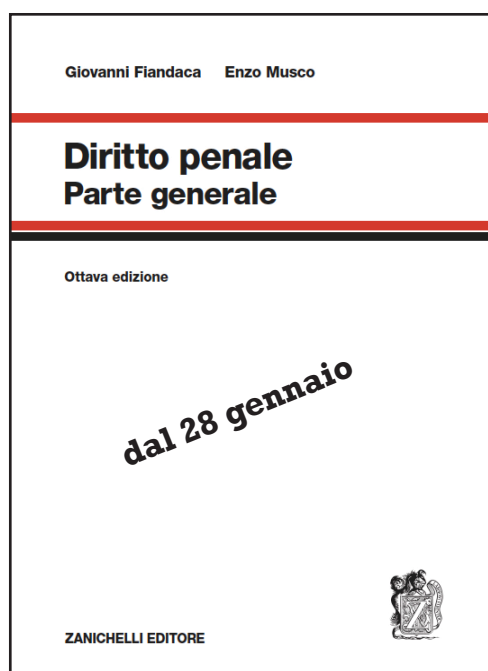 Giovanni Fiandaca Enzo Musco
Diritto penale
Parte generale
Ottava edizione
dal 28 gennaio
ZANICHELLI EDITORE